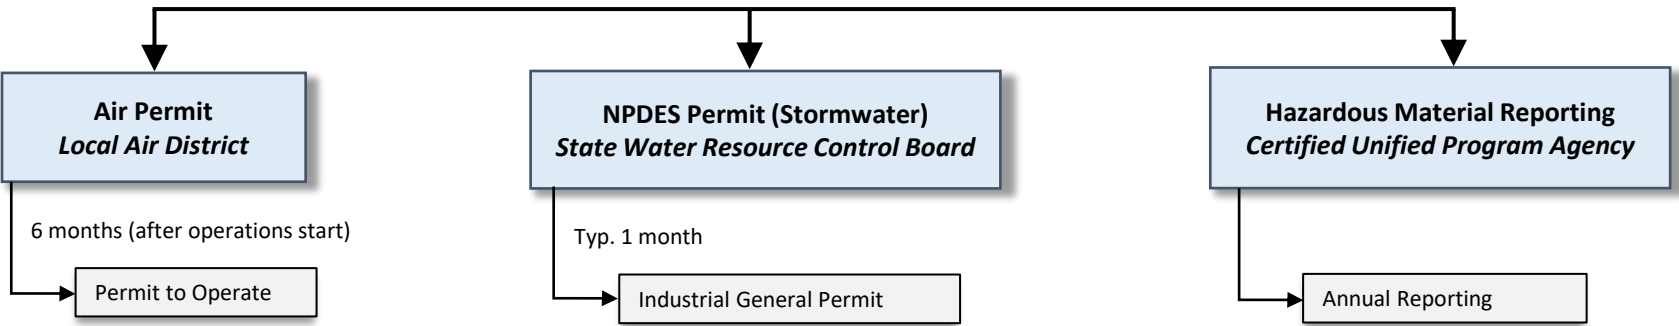 Air Permit
Local Air District
6 months (after operations start)
Permit to Operate
NPDES Permit (Stormwater)
State Water Resource Control Board
Typ. 1 month
Industrial General Permit
Hazardous Material Reporting
Certified Unified Program Agency
Annual Reporting